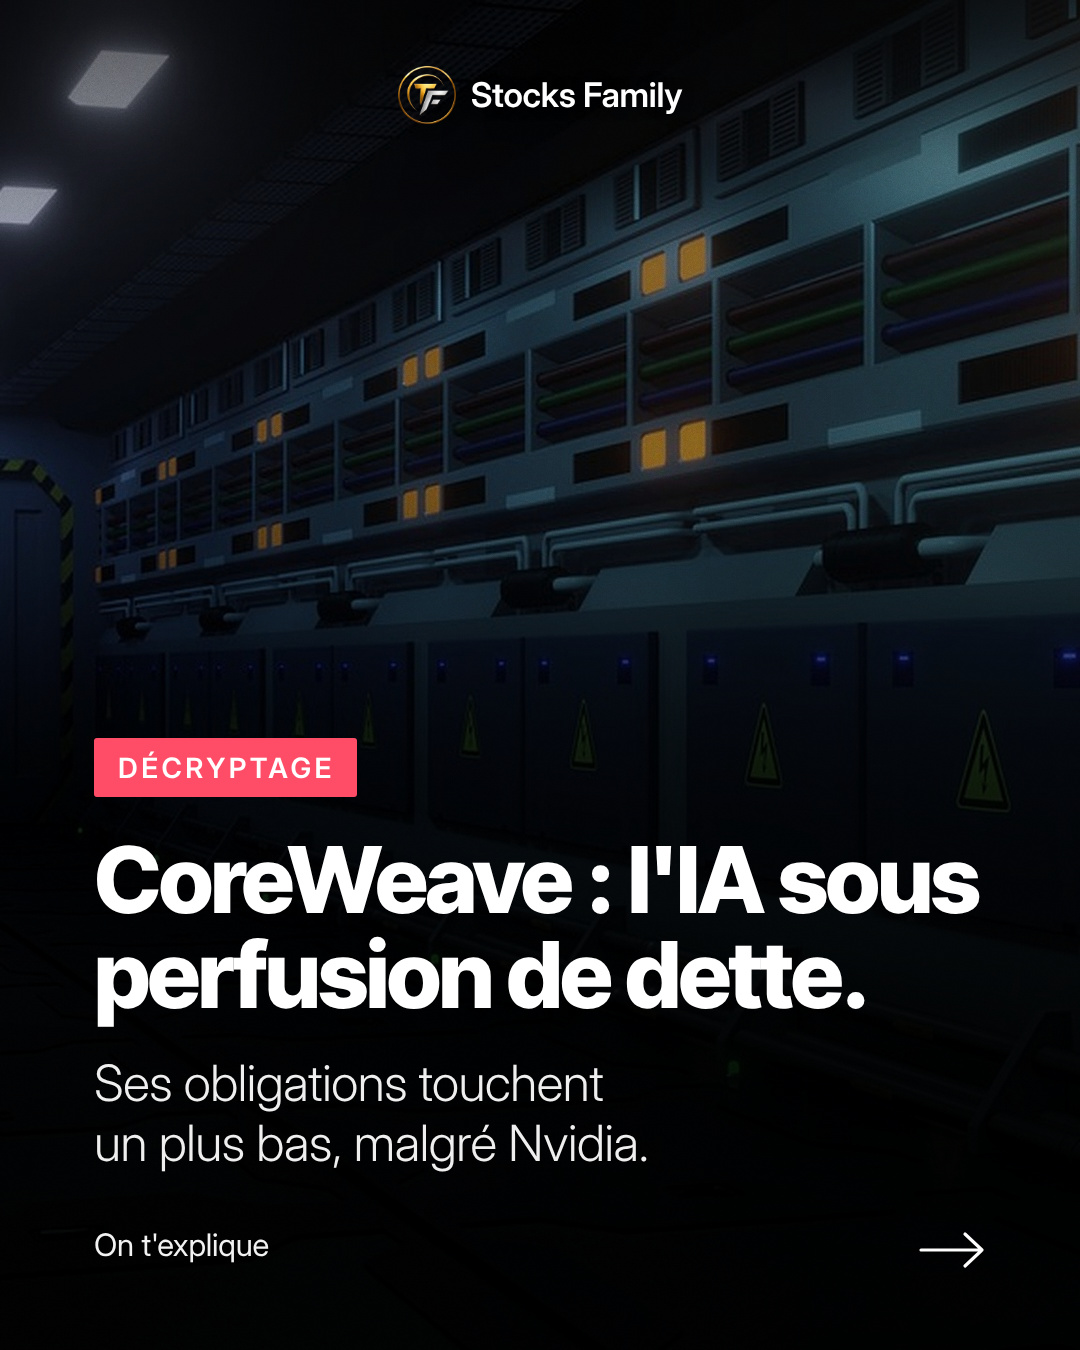 Stocks Family
DÉCRYPTAGE
CoreWeave : l'IA sous
perfusion de dette.
Ses obligations touchent
un plus bas, malgré Nvidia.
On t'explique